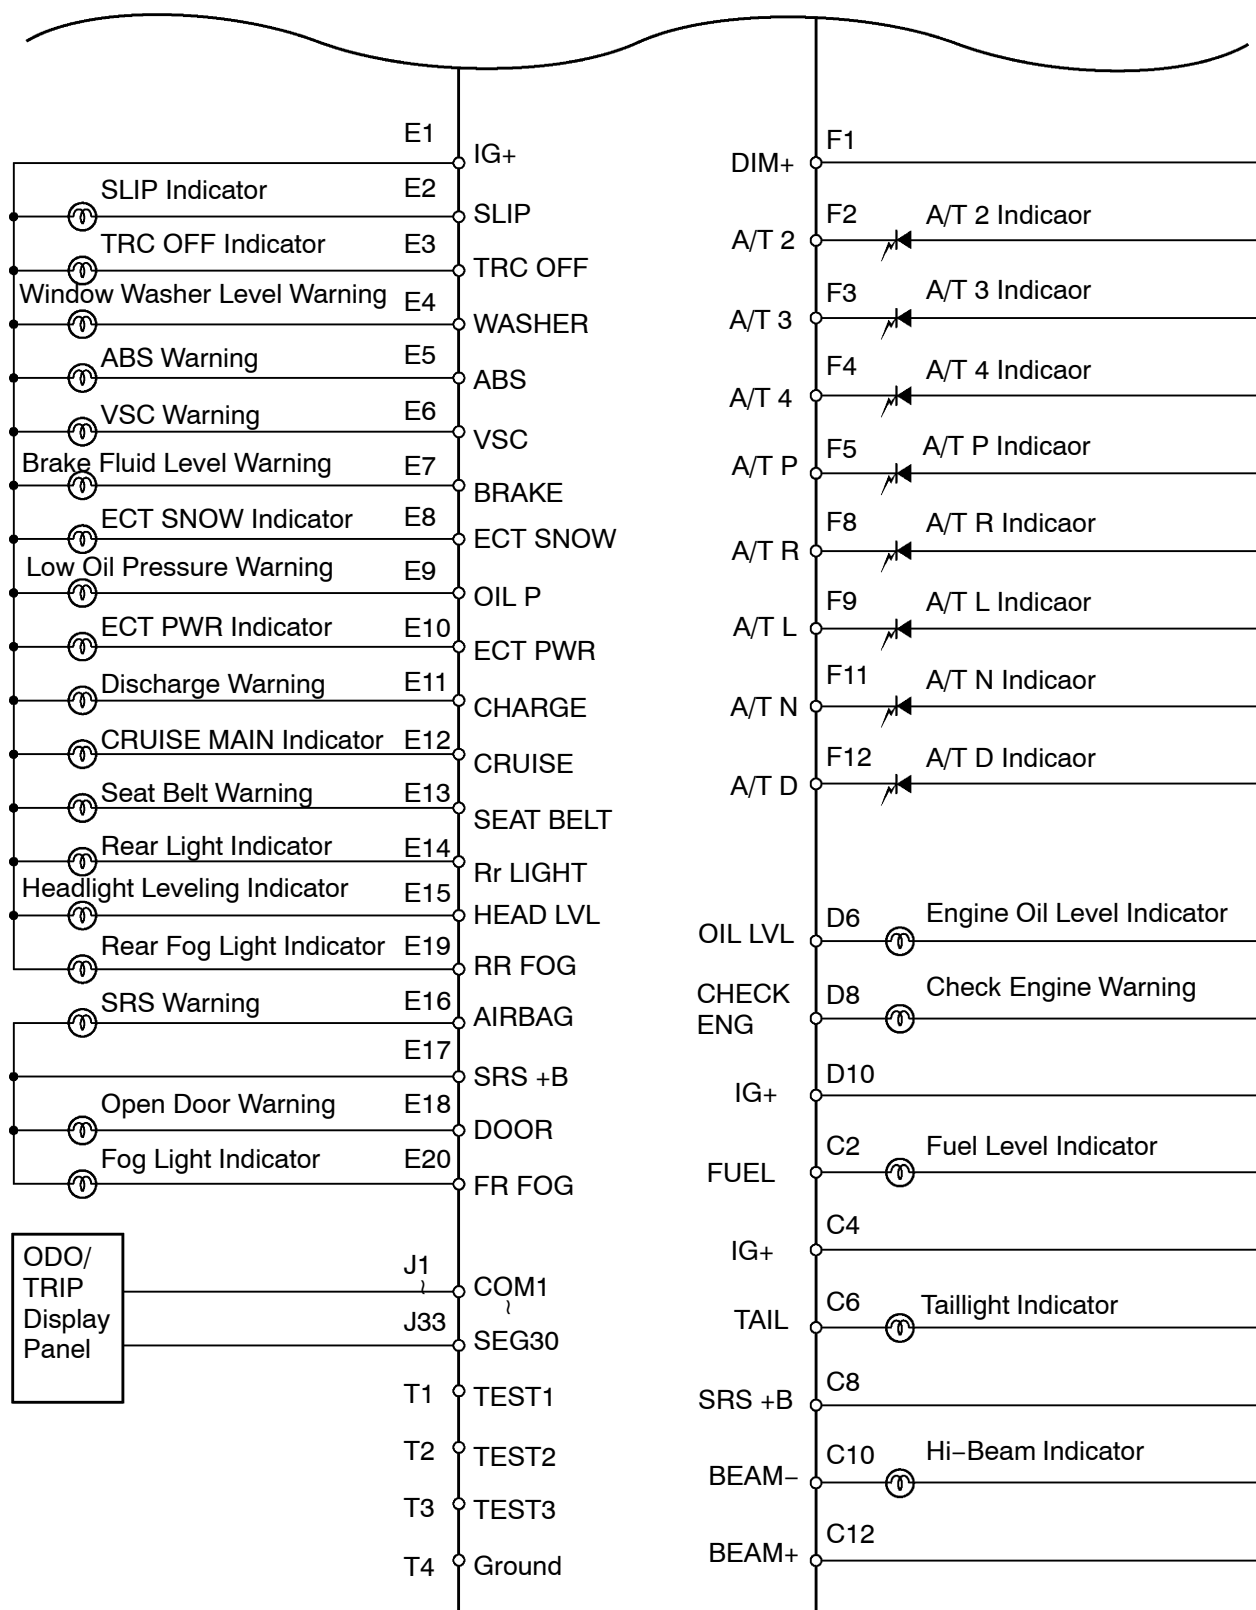 E1
IG+
SLIP Indicator
E2
SLIP
TRC OFF Indicator
E3
TRC OFF
Window Washer Level Warning
E4
WASHER
ABS Warning
E5
ABS
VSC Warning
E6
VSC
Brake Fluid Level Warning
E7
BRAKE
ECT SNOW Indicator
E8
ECT SNOW
Low Oil Pressure Warning
E9
OIL P
ECT PWR Indicator
E10
ECT PWR
Discharge Warning
E11
CHARGE
CRUISE MAIN Indicator
E12
CRUISE
Seat Belt Warning
E13
SEAT BELT
Rear Light Indicator
E14
Rr LIGHT
Headlight Leveling Indicator
E15
HEAD LVL
Rear Fog Light Indicator
E19
RR FOG
SRS Warning
E16
AIRBAG
E17
SRS +B
Open Door Warning
E18
DOOR
Fog Light Indicator
E20
FR FOG
ODO/
TRIP
Display
Panel
J1
~
J33
COM1
~
SEG30
T1
TEST1
T2
TEST2
T3
TEST3
T4
Ground
F1
DIM+
F2
A/T 2 Indicaor
A/T 2
F3
A/T 3 Indicaor
A/T 3
F4
A/T 4 Indicaor
A/T 4
F5
A/T P Indicaor
A/T P
F8
A/T R Indicaor
A/T R
F9
A/T L Indicaor
A/T L
F11
A/T N Indicaor
A/T N
F12
A/T D Indicaor
A/T D
D6
Engine Oil Level Indicator
OIL LVL
D8
Check Engine Warning
CHECK
ENG
D10
IG+
C2
Fuel Level Indicator
FUEL
C4
IG+
C6
Taillight Indicator
TAIL
C8
SRS +B
C10
Hi−Beam Indicator
BEAM−
C12
BEAM+